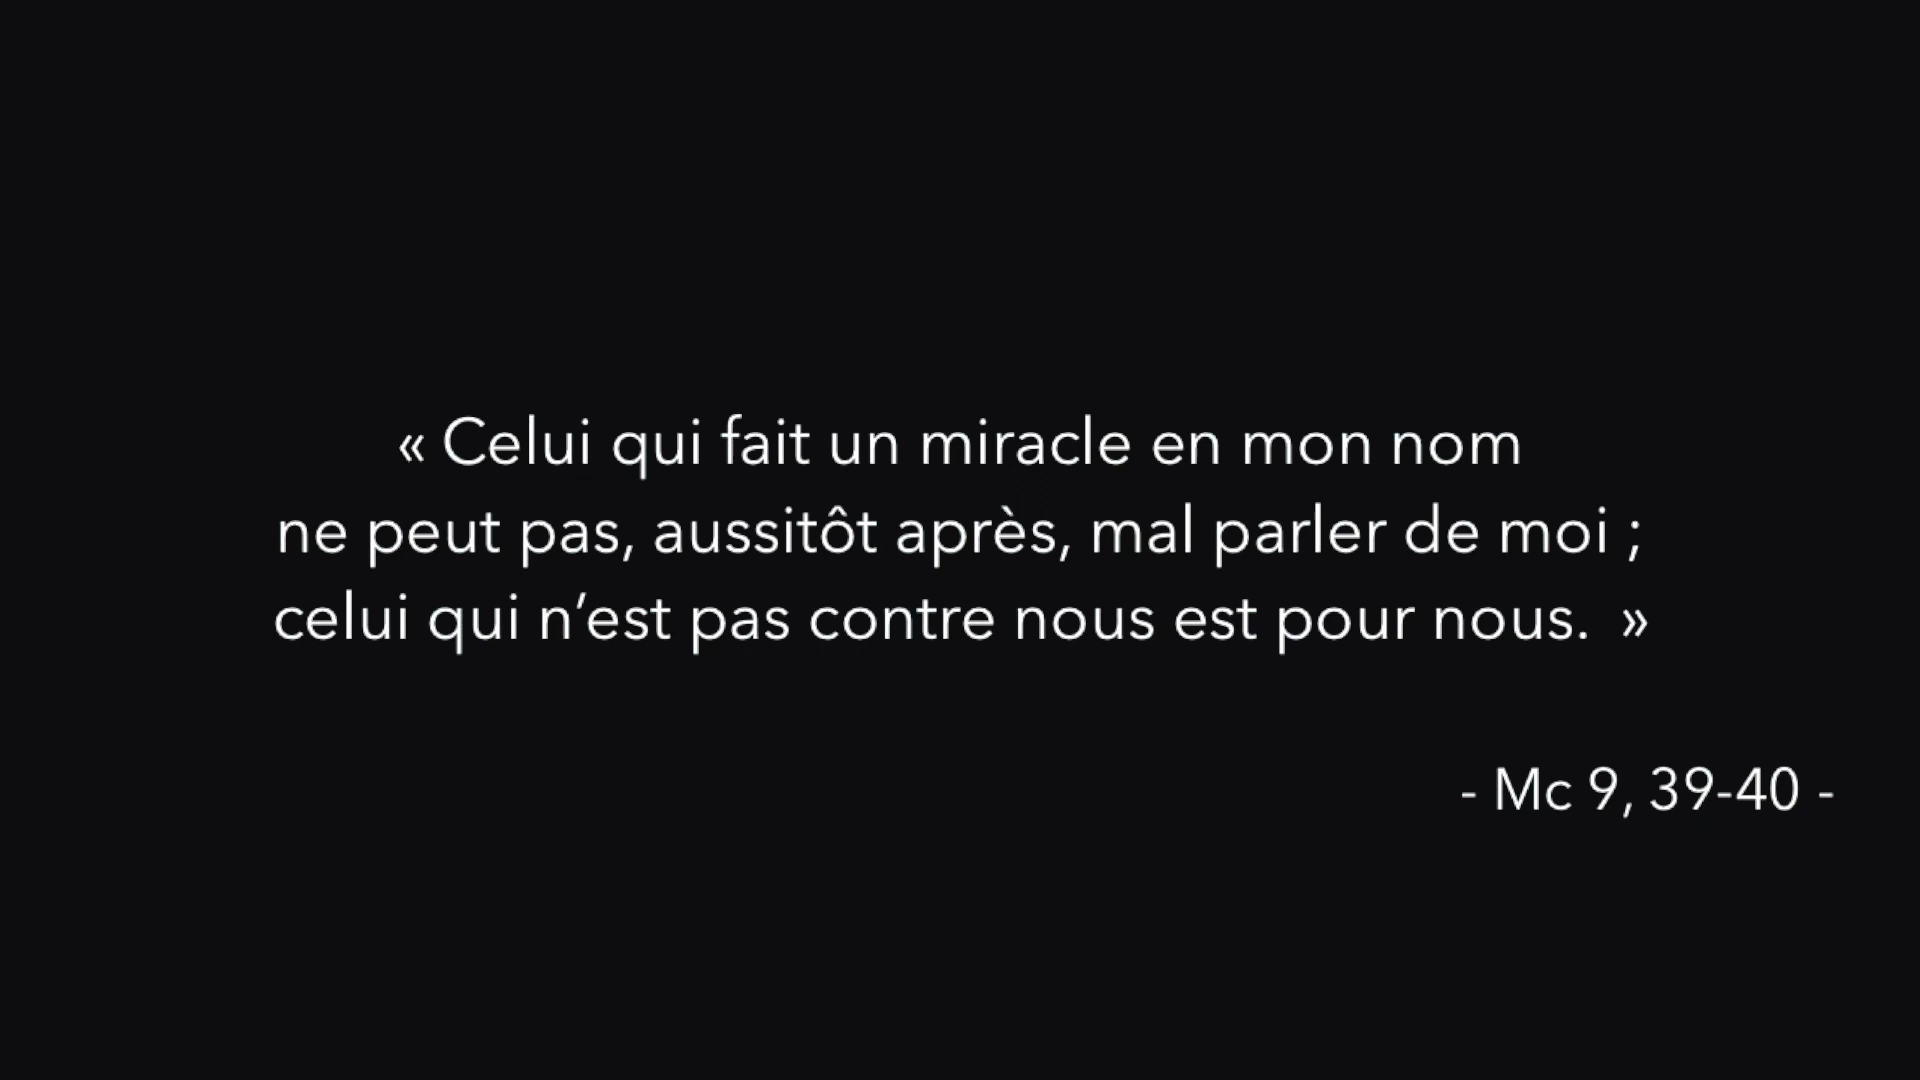 « Celui qui fait un miracle en mon nom
ne peut pas, aussitôt après, mal parler de moi ;
celui qui n’est pas contre nous est pour nous.  »
- Mc 9, 39-40 -